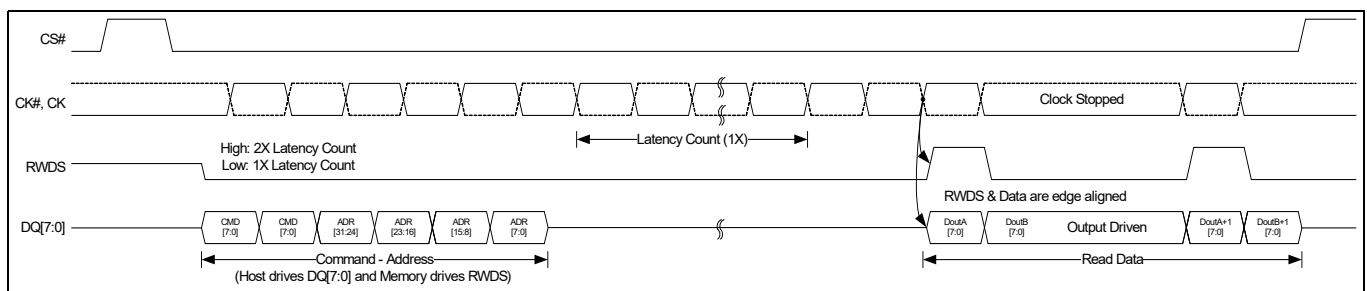 CS#
CK#, CK
Clock Stopped
Latency Count (1X)
High: 2X Latency Count
Low: 1X Latency Count
RWDS
RWDS & Data are edge aligned
DQ[7:0]
CMD [7:0]
CMD [7:0]
ADR [31:24]
ADR [23:16]
ADR [15:8]
ADR [7:0]
DoutA [7:0]
DoutB [7:0]
Output Driven
DoutA+1 [7:0]
DoutB+1 [7:0]
Command - Address
(Host drives DQ[7:0] and Memory drives RWDS)
Read Data